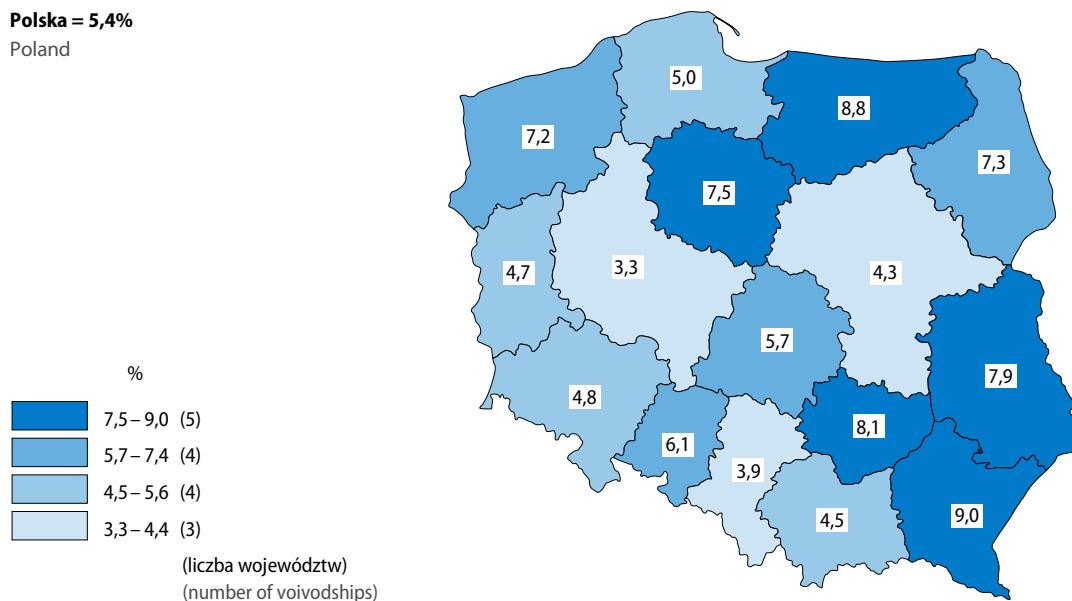 Polska = 5,4%
Poland
5,0
8,8
7,2
7,3
7,5
3,3
4,7
4,3
5,7
7,9
4,8
8,1
6,1
3,9
4,5
9,0
%
7,5 – 9,0 (5)
5,7 – 7,4 (4)
4,5 – 5,6 (4)
3,3 – 4,4 (3)
(liczba województw)
(number of voivodships)